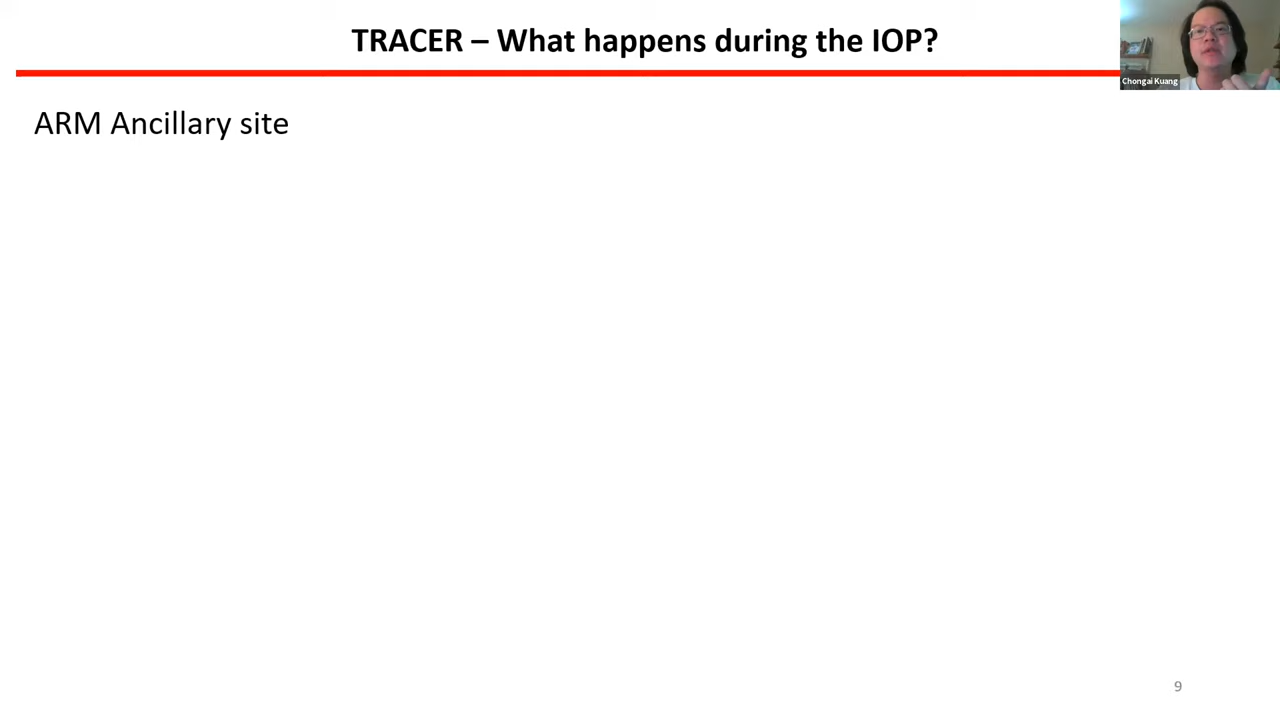 TRACER – What happens during the IOP?
Chongai Kuang
ARM Ancillary site
9